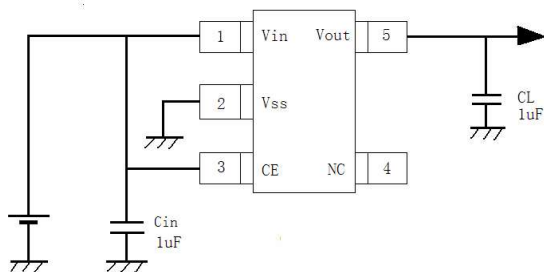 1 Vin Vout 5
2 Vss
3 CE NC 4
CL
1uF
Cin
1uF